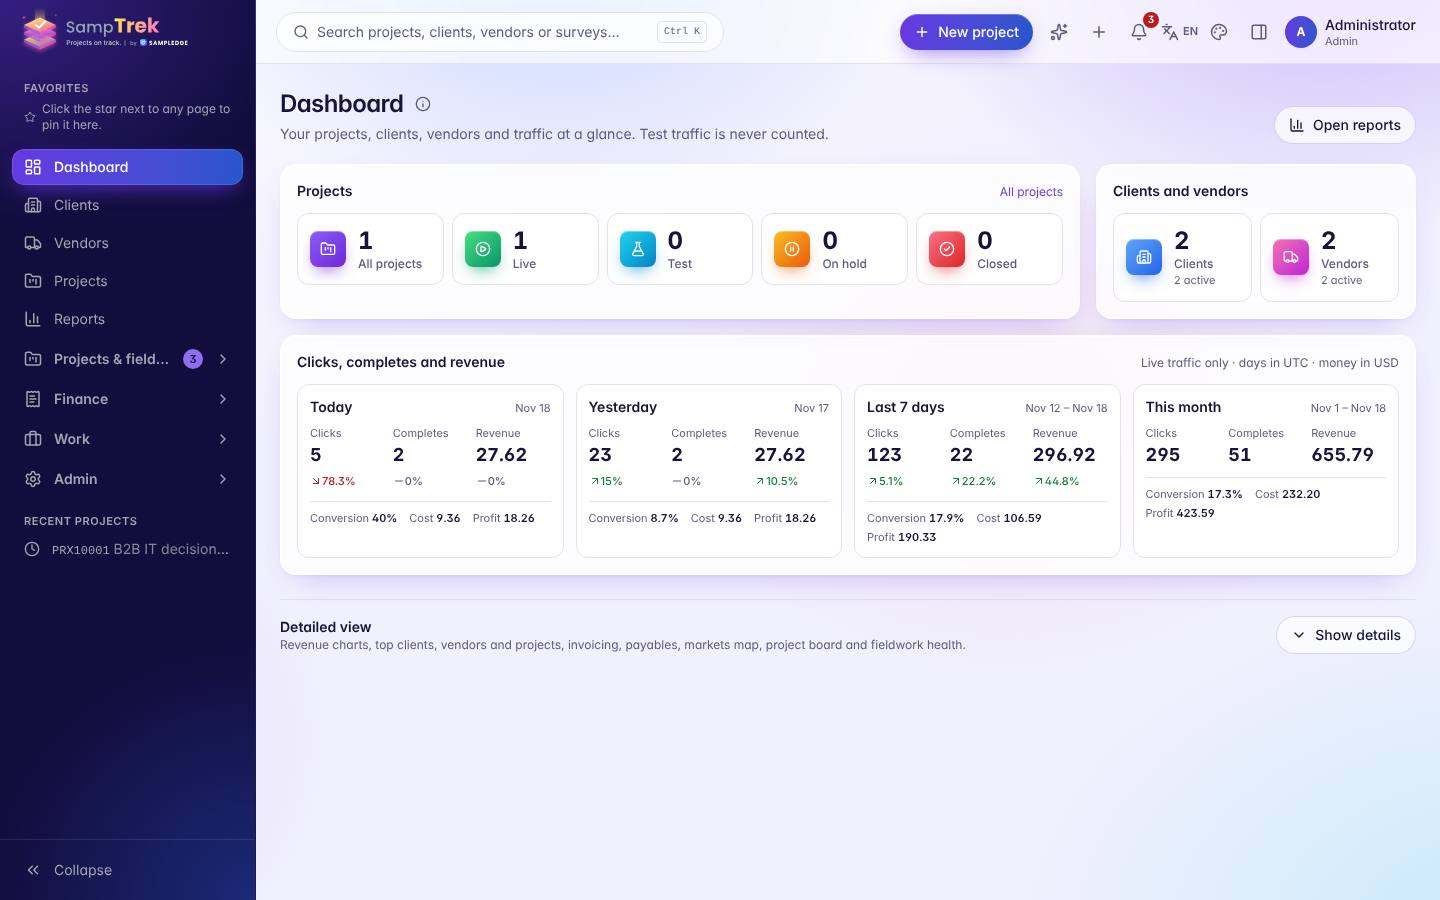 SampTrek
Projects on track. | by SAMPLEDGE
Search projects, clients, vendors or surveys...
Ctrl K
New project
3
EN
A
Administrator
Admin
FAVORITES
Click the star next to any page to
pin it here.
Dashboard
Clients
Vendors
Projects
Reports
Projects & field... 3
Finance
Work
Admin
RECENT PROJECTS
PRX10001 B2B IT decision...
Collapse
Dashboard
Your projects, clients, vendors and traffic at a glance. Test traffic is never counted.
Open reports
Projects
All projects
1
All projects
1
Live
0
Test
0
On hold
0
Closed
Clients and vendors
2
Clients
2 active
2
Vendors
2 active
Clicks, completes and revenue
Live traffic only · days in UTC · money in USD
Today Nov 18
Clicks Completes Revenue
5 2 27.62
78.3% 0% 0%
Conversion 40% Cost 9.36 Profit 18.26
Yesterday Nov 17
Clicks Completes Revenue
23 2 27.62
15% 0% 10.5%
Conversion 8.7% Cost 9.36 Profit 18.26
Last 7 days Nov 12 – Nov 18
Clicks Completes Revenue
123 22 296.92
5.1% 22.2% 44.8%
Conversion 17.9% Cost 106.59
Profit 190.33
This month Nov 1 – Nov 18
Clicks Completes Revenue
295 51 655.79
Conversion 17.3% Cost 232.20
Profit 423.59
Detailed view
Revenue charts, top clients, vendors and projects, invoicing, payables, markets map, project board and fieldwork health.
Show details